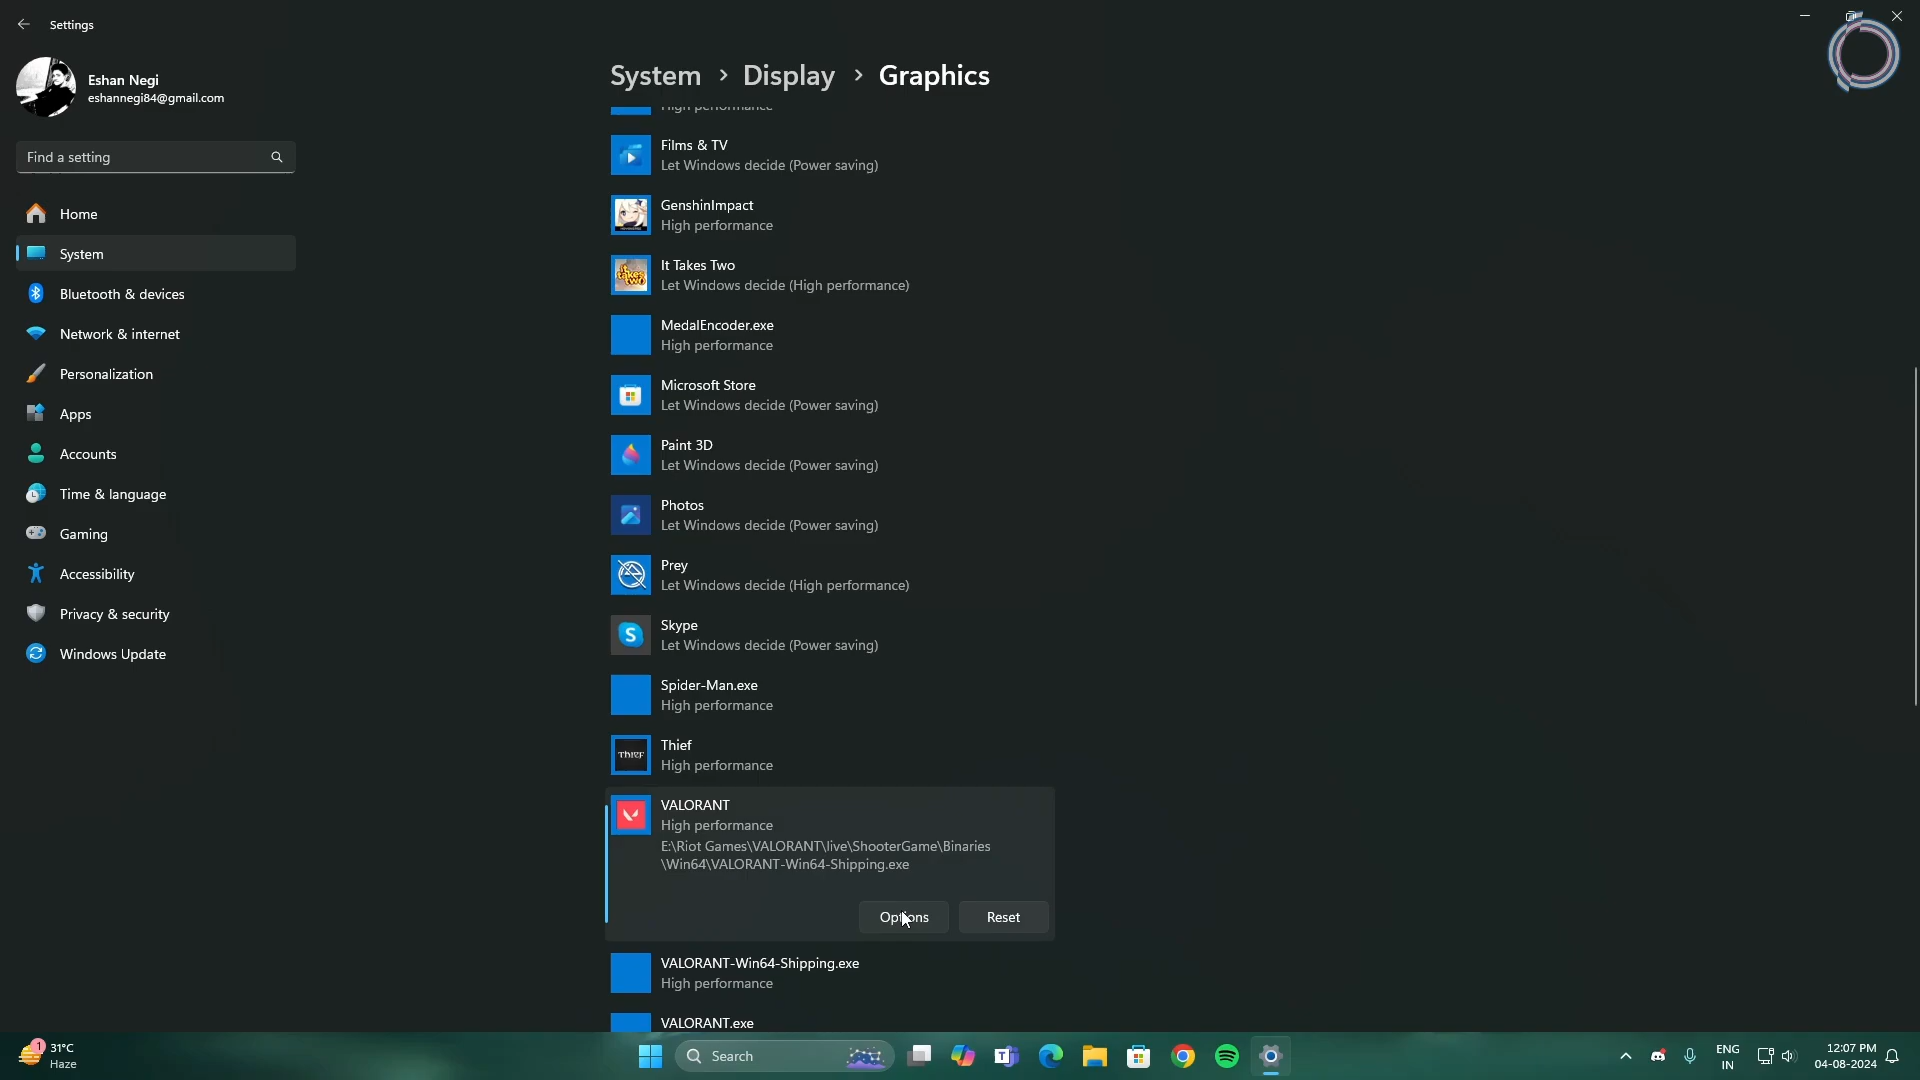 Settings
Eshan Negi
eshannegi84@gmail.com
Find a setting
Home
System
Bluetooth & devices
Network & internet
Personalization
Apps
Accounts
Time & language
Gaming
Accessibility
Privacy & security
Windows Update
System > Display > Graphics
High performance
Films & TV
Let Windows decide (Power saving)
GenshinImpact
High performance
It Takes Two
Let Windows decide (High performance)
MedalEncoder.exe
High performance
Microsoft Store
Let Windows decide (Power saving)
Paint 3D
Let Windows decide (Power saving)
Photos
Let Windows decide (Power saving)
Prey
Let Windows decide (High performance)
Skype
Let Windows decide (Power saving)
Spider-Man.exe
High performance
THIEF
Thief
High performance
VALORANT
High performance
E:\Riot Games\VALORANT\live\ShooterGame\Binaries
\Win64\VALORANT-Win64-Shipping.exe
Options
Reset
VALORANT-Win64-Shipping.exe
High performance
VALORANT.exe
1
31°C
Haze
Search
ENG
IN
12:07 PM
04-08-2024